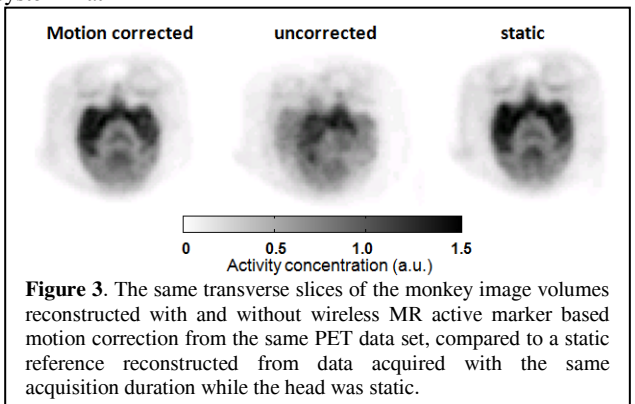 Motion corrected uncorrected static
0 0.5 1.0 1.5
Activity concentration (a.u.)
Figure 3. The same transverse slices of the monkey image volumes
reconstructed with and without wireless MR active marker based
motion correction from the same PET data set, compared to a static
reference reconstructed from data acquired with the same
acquisition duration while the head was static.